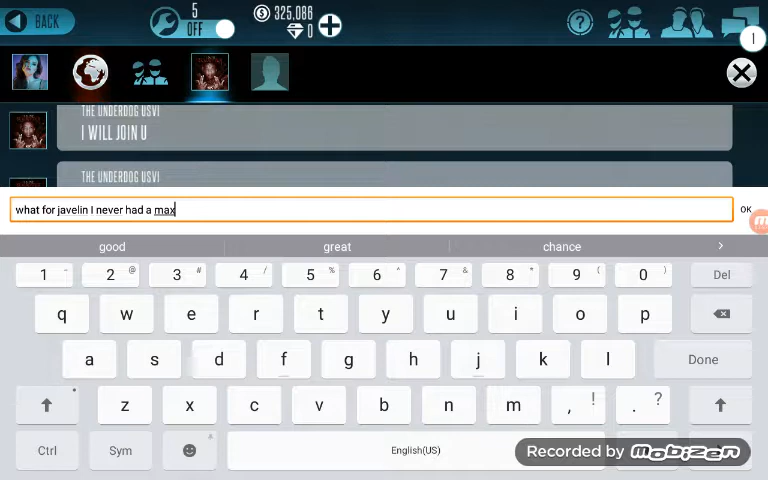 BACK
5
OFF
325,086
0
1
THE UNDERDOG USVI
I WILL JOIN U
THE UNDERDOG USVI
what for javelin I never had a max
OK
good great chance
1 - 2 @ 3 # 4 / 5 % 6 ^ 7 & 8 * 9 ( 0 ) Del
q w e r t y u i o p
a s d f g h j k l Done
z x c v b n m , ! . ?
Ctrl Sym English(US)
Recorded by mobizen